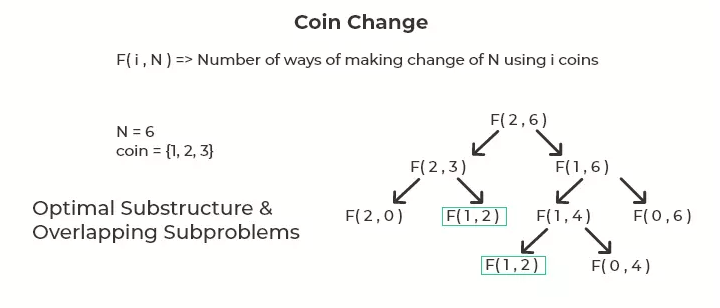 Coin Change
F( i , N ) => Number of ways of making change of N using i coins
N = 6
coin = {1, 2, 3}
Optimal Substructure &
Overlapping Subproblems
F( 2 , 6 )
F( 2 , 3 ) F( 1 , 6 )
F( 2 , 0 ) F( 1 , 2 ) F( 1 , 4 ) F( 0 , 6 )
F( 1 , 2 ) F( 0 , 4 )